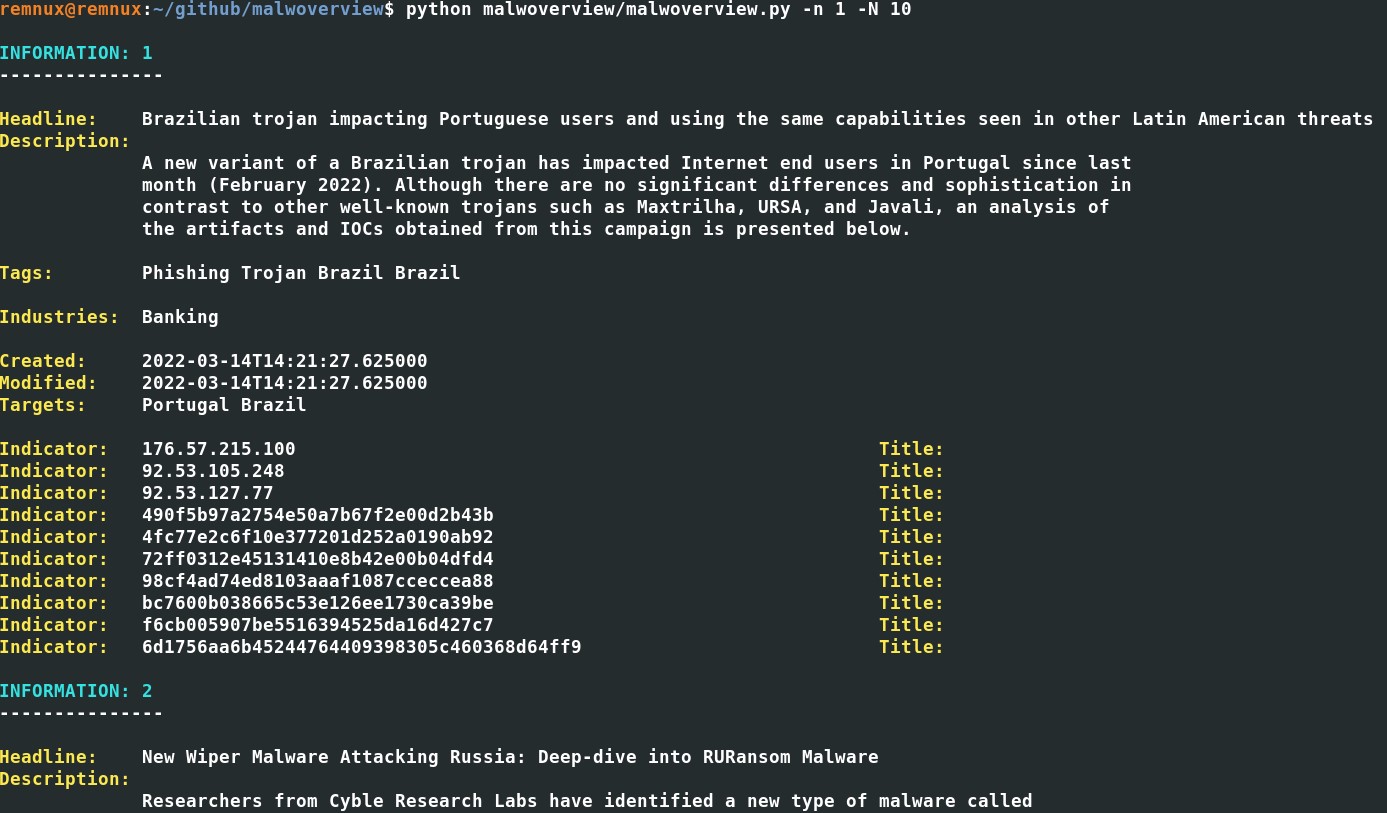 remnux@remnux:~/github/malwoverview$ python malwoverview/malwoverview.py -n 1 -N 10
INFORMATION: 1
---------------
Headline: Brazilian trojan impacting Portuguese users and using the same capabilities seen in other Latin American threats
Description:
A new variant of a Brazilian trojan has impacted Internet end users in Portugal since last
month (February 2022). Although there are no significant differences and sophistication in
contrast to other well-known trojans such as Maxtrilha, URSA, and Javali, an analysis of
the artifacts and IOCs obtained from this campaign is presented below.
Tags: Phishing Trojan Brazil Brazil
Industries: Banking
Created: 2022-03-14T14:21:27.625000
Modified: 2022-03-14T14:21:27.625000
Targets: Portugal Brazil
Indicator: 176.57.215.100 Title:
Indicator: 92.53.105.248 Title:
Indicator: 92.53.127.77 Title:
Indicator: 490f5b97a2754e50a7b67f2e00d2b43b Title:
Indicator: 4fc77e2c6f10e377201d252a0190ab92 Title:
Indicator: 72ff0312e45131410e8b42e00b04dfd4 Title:
Indicator: 98cf4ad74ed8103aaaf1087cceccea88 Title:
Indicator: bc7600b038665c53e126ee1730ca39be Title:
Indicator: f6cb005907be5516394525da16d427c7 Title:
Indicator: 6d1756aa6b45244764409398305c460368d64ff9 Title:
INFORMATION: 2
---------------
Headline: New Wiper Malware Attacking Russia: Deep-dive into RURansom Malware
Description:
Researchers from Cyble Research Labs have identified a new type of malware called